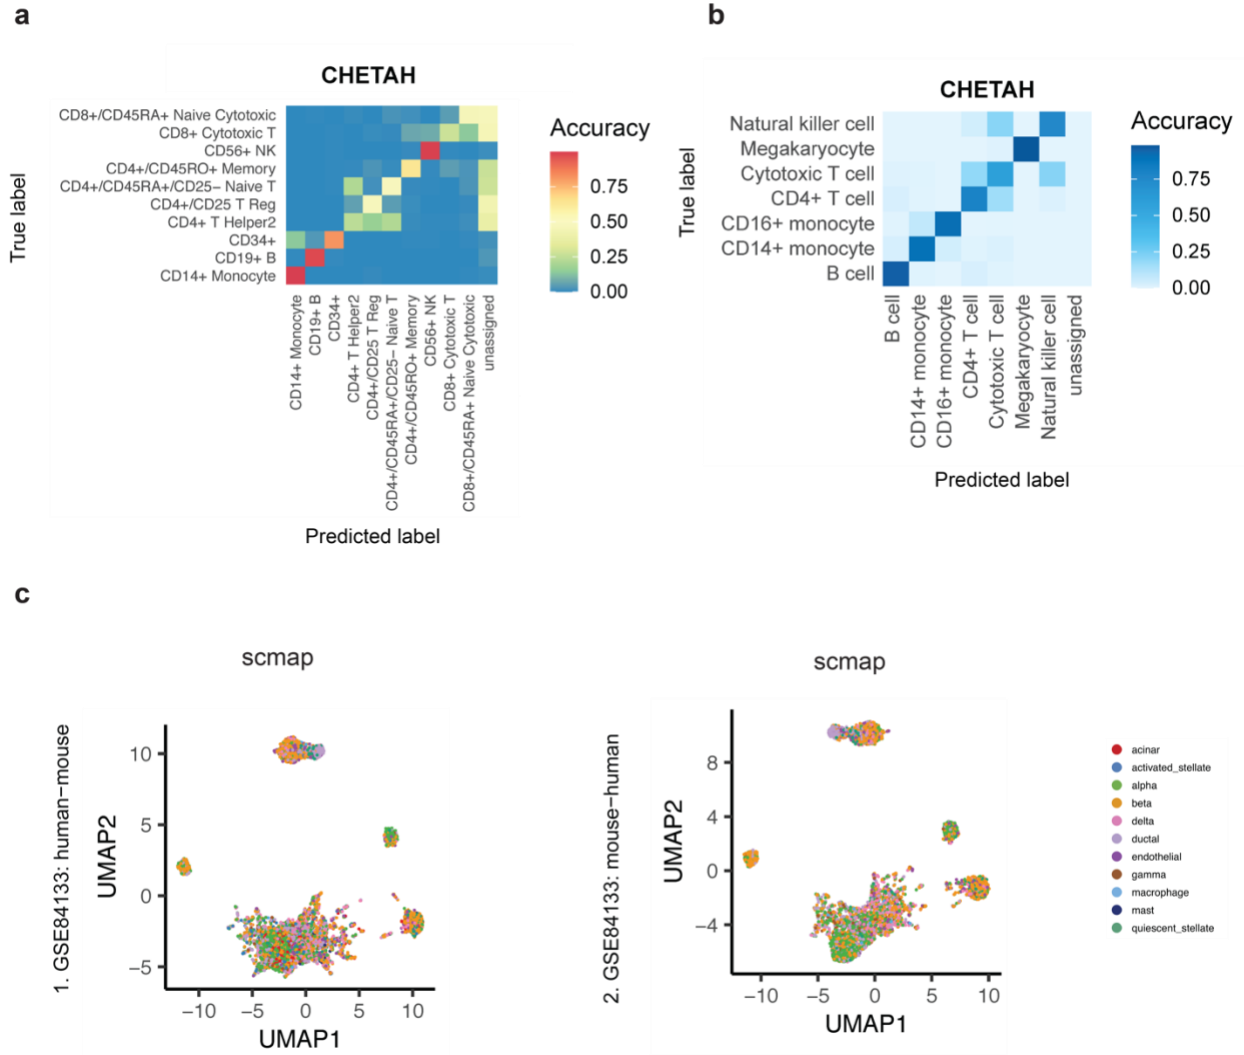 a
CHETAH
True label
CD8+/CD45RA+ Naive Cytotoxic
CD8+ Cytotoxic T
CD56+ NK
CD4+/CD45RO+ Memory
CD4+/CD45RA+/CD25− Naive T
CD4+/CD25 T Reg
CD4+ T Helper2
CD34+
CD19+ B
CD14+ Monocyte
CD14+ Monocyte
CD19+ B
CD34+
CD4+ T Helper2
CD4+/CD25 T Reg
CD4+/CD45RA+/CD25− Naive T
CD4+/CD45RO+ Memory
CD56+ NK
CD8+ Cytotoxic T
CD8+/CD45RA+ Naive Cytotoxic
unassigned
Predicted label
Accuracy
0.75
0.50
0.25
0.00
b
CHETAH
True label
Natural killer cell
Megakaryocyte
Cytotoxic T cell
CD4+ T cell
CD16+ monocyte
CD14+ monocyte
B cell
B cell
CD14+ monocyte
CD16+ monocyte
CD4+ T cell
Cytotoxic T cell
Megakaryocyte
Natural killer cell
unassigned
Predicted label
Accuracy
0.75
0.50
0.25
0.00
c
scmap
1. GSE84133: human−mouse
UMAP2
10
5
0
−5
−10
−5
0
5
10
UMAP1
scmap
2. GSE84133: mouse−human
UMAP2
8
4
0
−4
−10
−5
0
5
10
UMAP1
acinar
activated_stellate
alpha
beta
delta
ductal
endothelial
gamma
macrophage
mast
quiescent_stellate